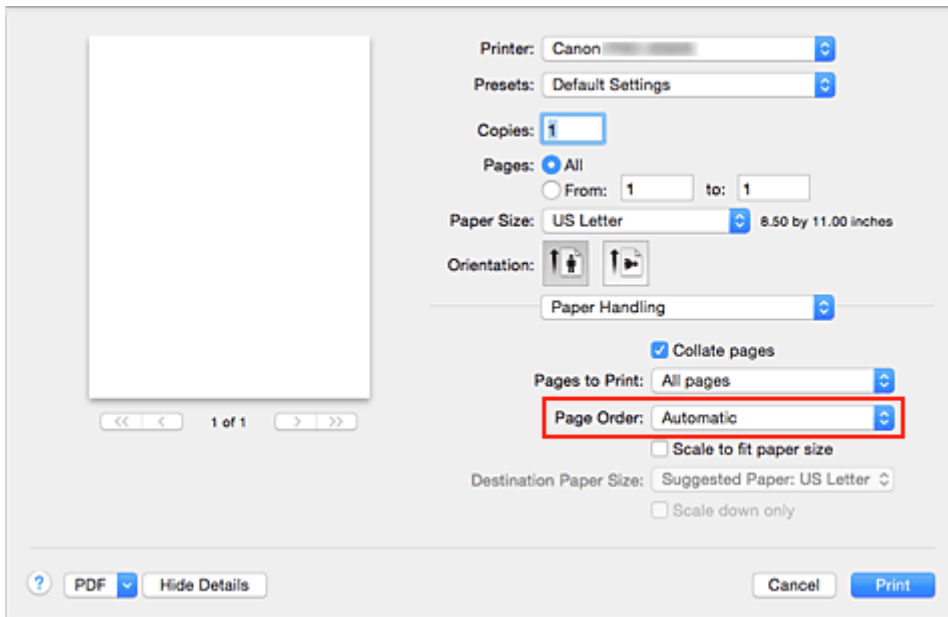 Printer: Canon
Presets: Default Settings
Copies: 1
Pages: All
From: 1 to: 1
Paper Size: US Letter 8.50 by 11.00 inches
Orientation:
Paper Handling
Collate pages
Pages to Print: All pages
<< < 1 of 1 > >>
Page Order: Automatic
Scale to fit paper size
Destination Paper Size: Suggested Paper: US Letter
Scale down only
? PDF Hide Details Cancel Print